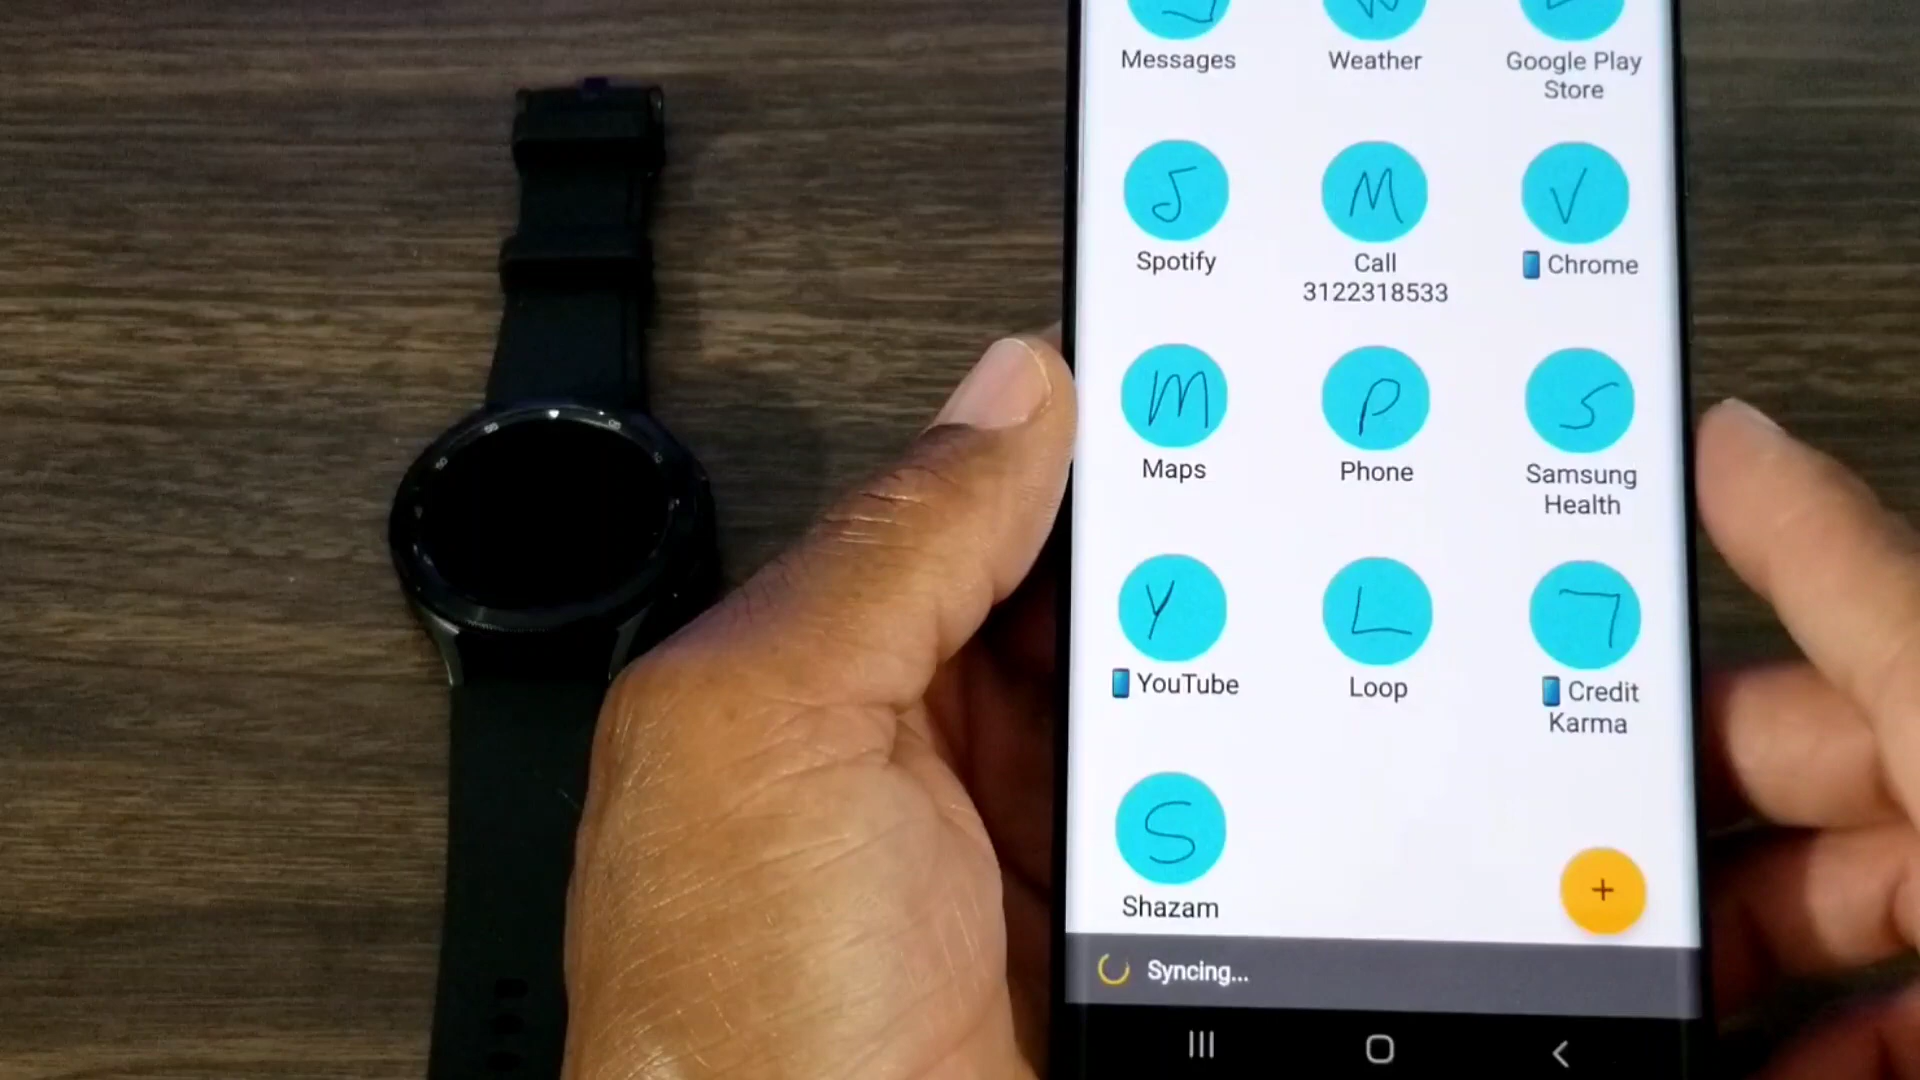 Messages
Weather
Google Play
Store
Spotify
M
Call
3122318533
Chrome
M
Maps
P
Phone
S
Samsung
Health
Y
YouTube
L
Loop
Credit
Karma
S
Shazam
+
Syncing...